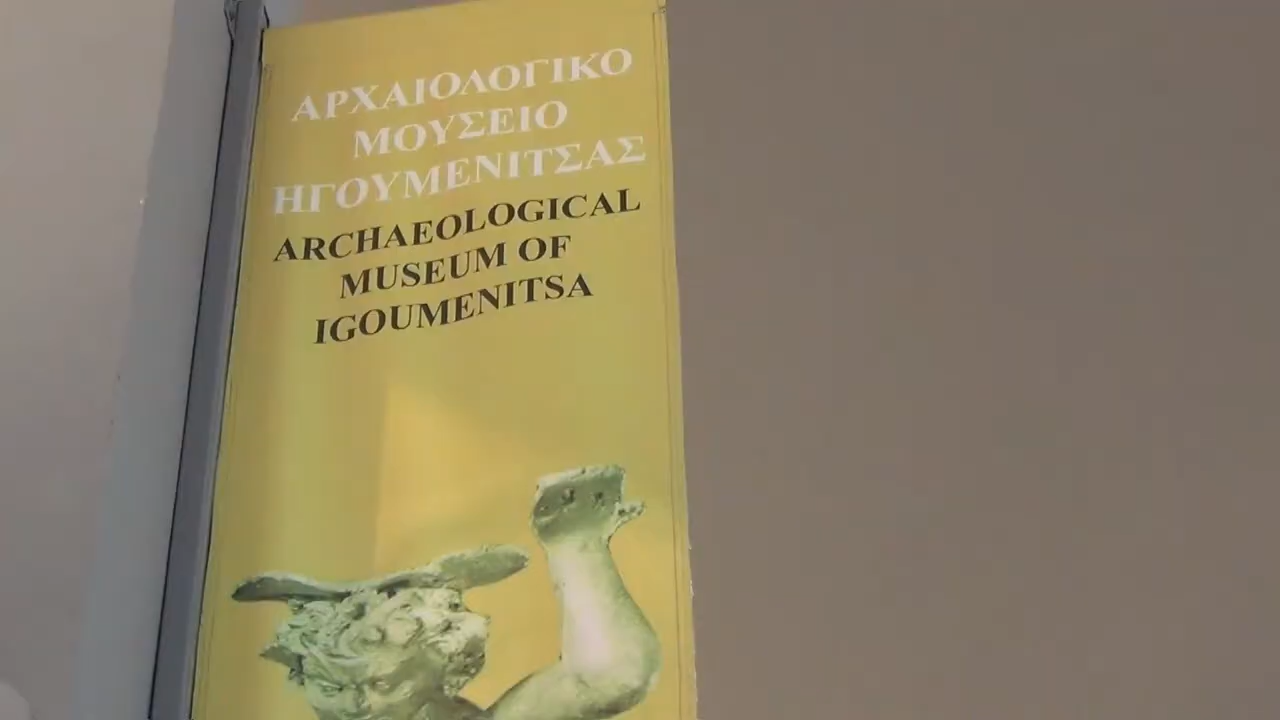 ΑΡΧΑΙΟΛΟΓΙΚΟ
ΜΟΥΣΕΙΟ
ΗΓΟΥΜΕΝΙΤΣΑΣ
ARCHAEOLOGICAL
MUSEUM OF
IGOUMENITSA